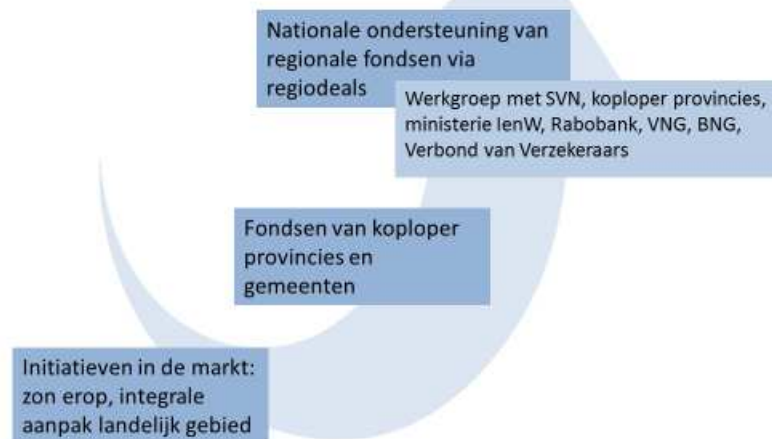 Nationale ondersteuning van
regionale fondsen via
regiodeals
Werkgroep met SVN, koploper provincies,
ministerie IenW, Rabobank, VNG, BNG,
Verbond van Verzekeraars
Fondsen van koploper
provincies en
gemeenten
Initiatieven in de markt:
zon erop, integrale
aanpak landelijk gebied